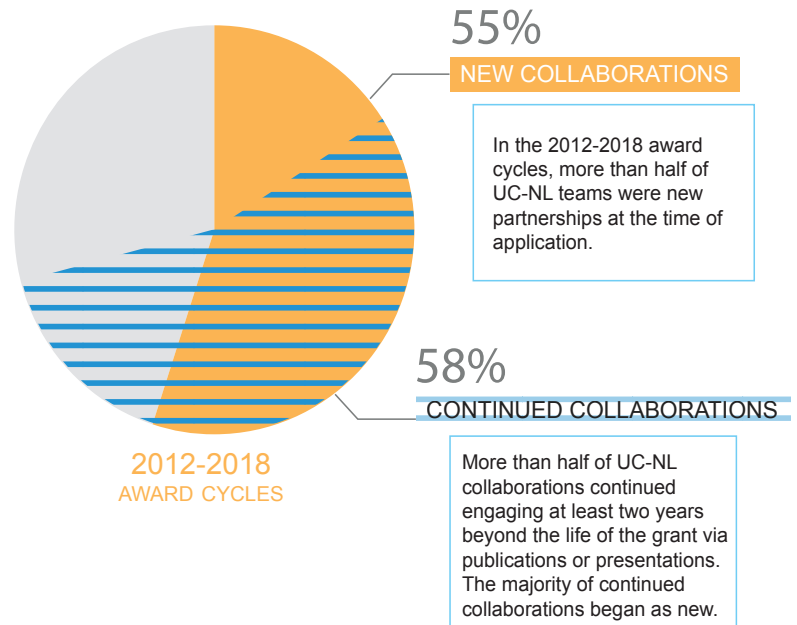 55%
NEW COLLABORATIONS
In the 2012-2018 award
cycles, more than half of
UC-NL teams were new
partnerships at the time of
application.
58%
CONTINUED COLLABORATIONS
More than half of UC-NL
collaborations continued
engaging at least two years
beyond the life of the grant via
publications or presentations.
The majority of continued
collaborations began as new.
2012-2018
AWARD CYCLES